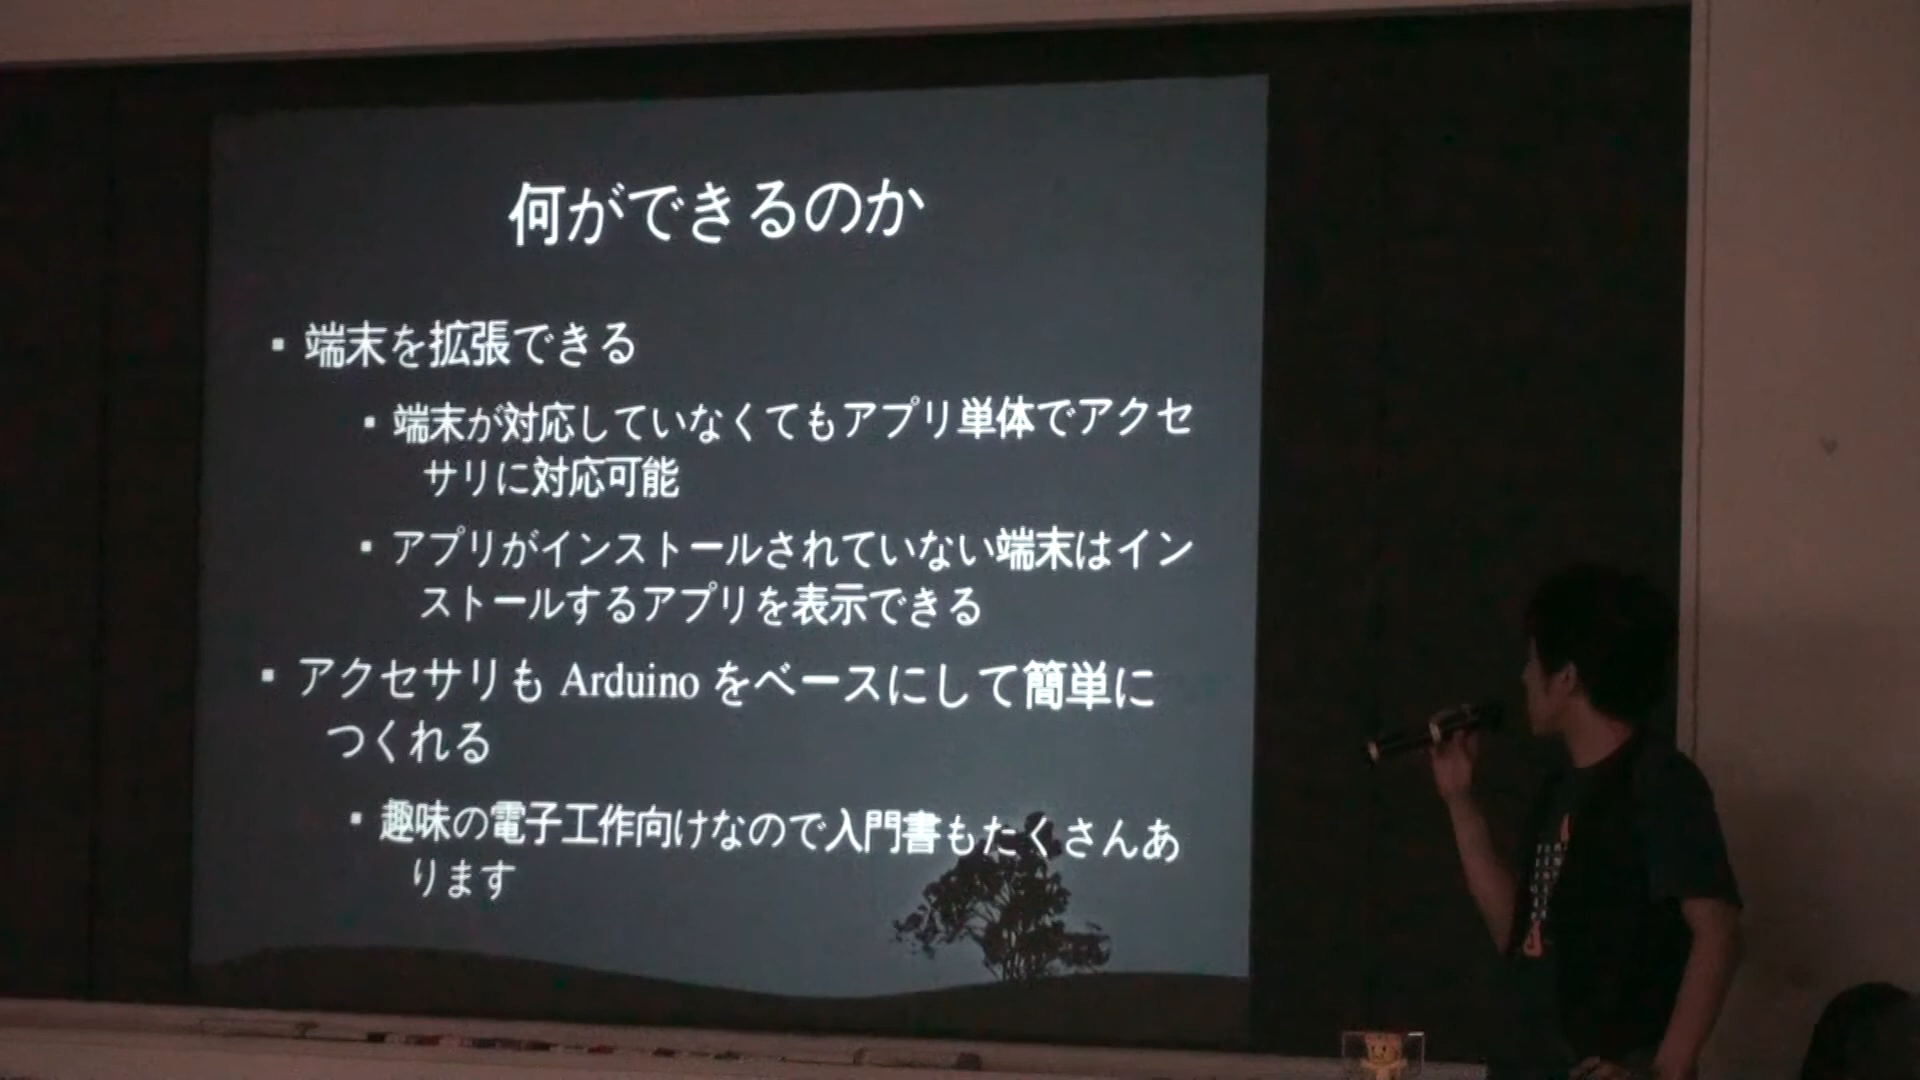 何ができるのか
▪ 端末を拡張できる
▪ 端末が対応していなくてもアプリ単体でアクセ
サリに対応可能
▪ アプリがインストールされていない端末はイン
ストールするアプリを表示できる
▪ アクセサリも Arduino をベースにして簡単に
つくれる
▪ 趣味の電子工作向けなので入門書もたくさんあ
ります